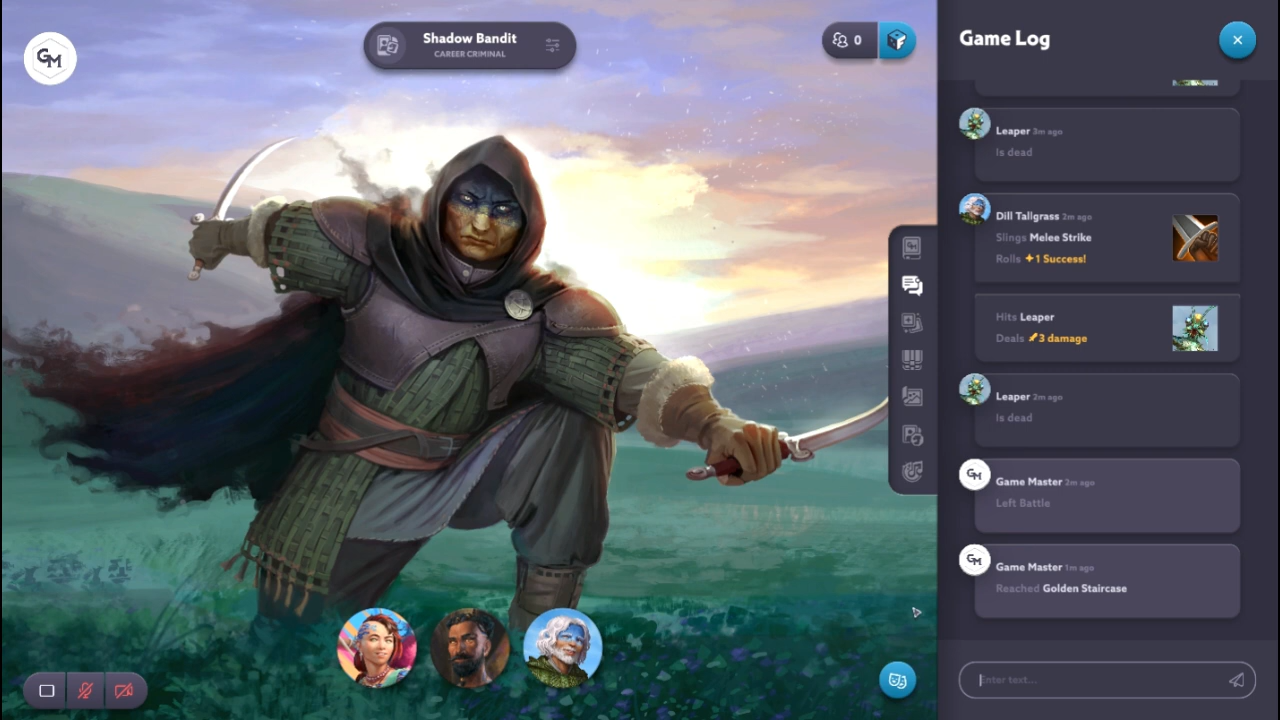 GM
Shadow Bandit
CAREER CRIMINAL
0
Game Log
Leaper 3m ago
Is dead
Dill Tallgrass 2m ago
Slings Melee Strike
Rolls 1 Success!
Hits Leaper
Deals 3 damage
Leaper 2m ago
Is dead
GM
Game Master 2m ago
Left Battle
GM
Game Master 1m ago
Reached Golden Staircase
Enter text...